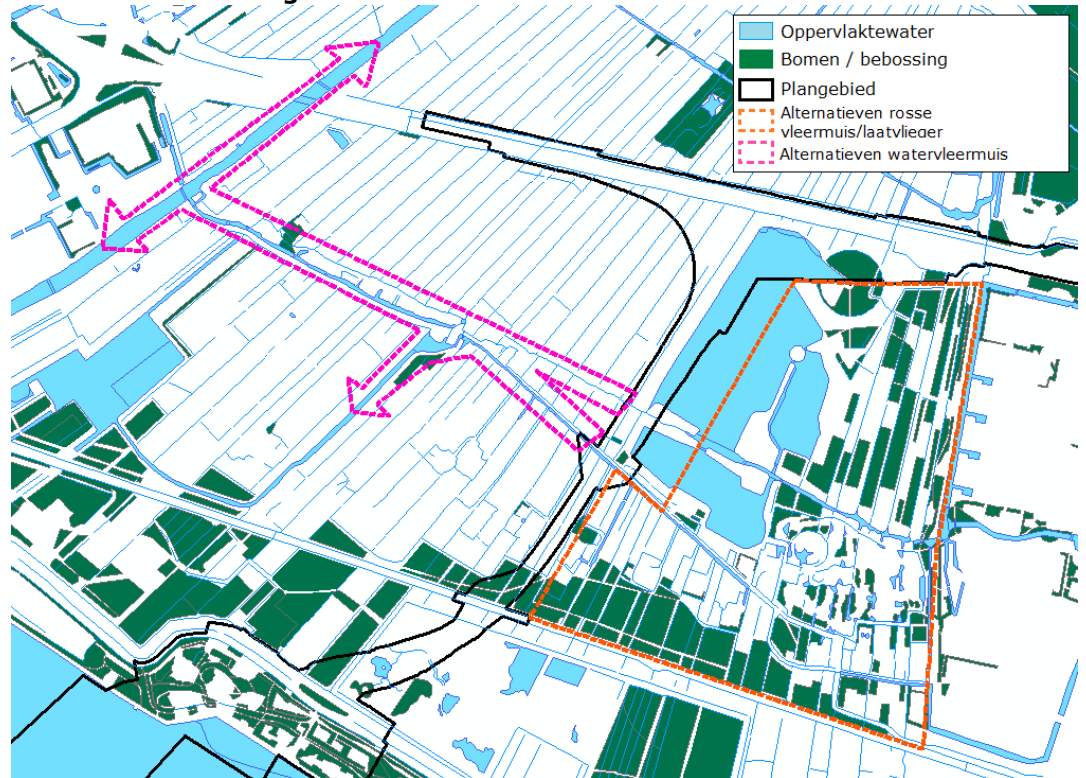 Oppervlaktewater
Bomen / bebossing
Plangebied
Alternatieven rosse
vleermuis/laatvlieger
Alternatieven watervleermuis